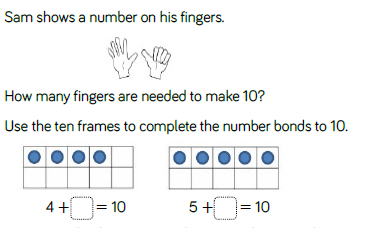 Sam shows a number on his fingers.
How many fingers are needed to make 10?
Use the ten frames to complete the number bonds to 10.
4 + = 10
5 + = 10